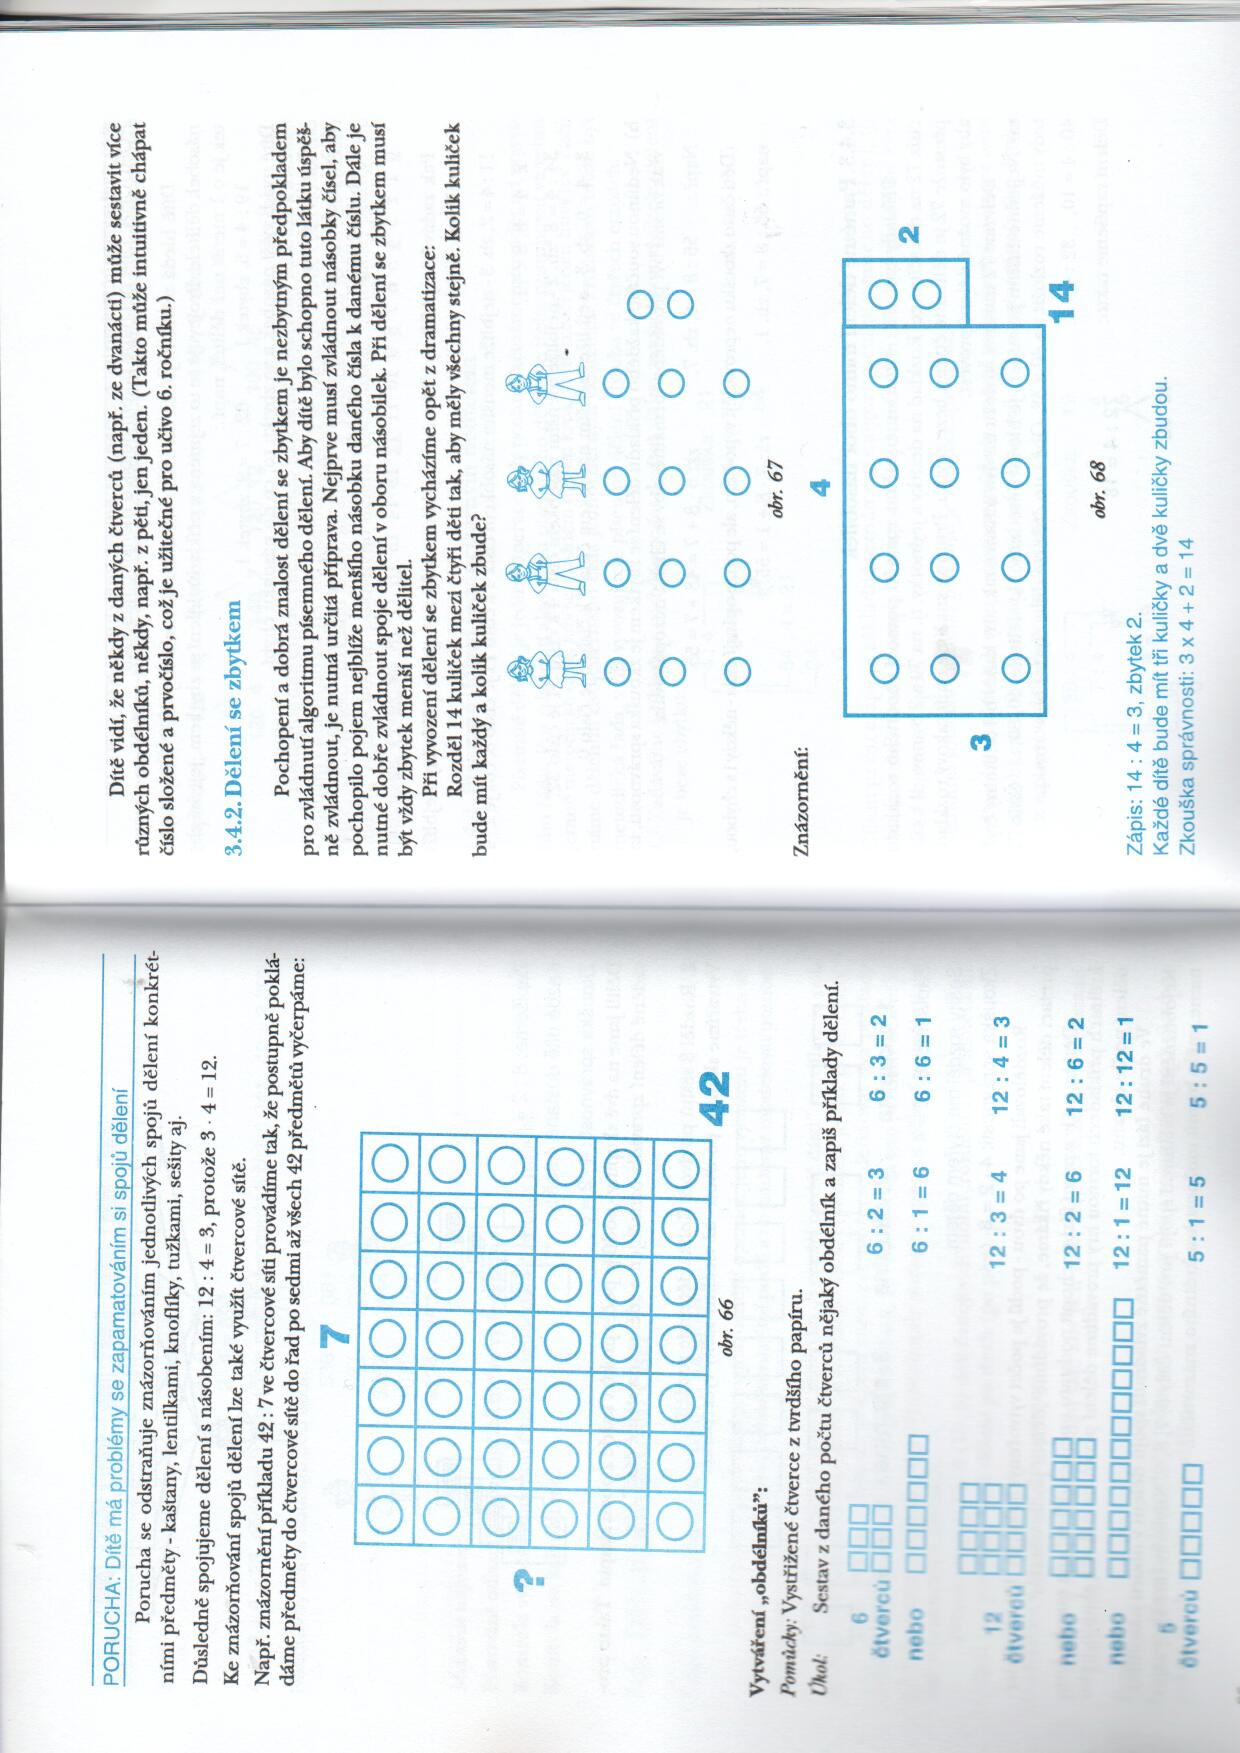 PORUCHA: Dítě má problémy se zapamatováním si spojů dělení
Porucha se odstraňuje znázorňováním jednotlivých spojů dělení konkrét-
ními předměty - kaštany, lentilkami, knoflíky, tužkami, sešity aj.
Důsledně spojujeme dělení s násobením: 12 : 4 = 3, protože 3 · 4 = 12.
Ke znázorňování spojů dělení lze také využít čtvercové sítě.
Např. znázornění příkladu 42 : 7 ve čtvercové síti provádíme tak, že postupně poklá-
dáme předměty do čtvercové sítě do řad po sedmi až všech 42 předmětů vyčerpáme:
7
?
42
obr. 66
Vytváření „obdélníků”:
Pomůcky: Vystřižené čtverce z tvrdšího papíru.
Úkol: Sestav z daného počtu čtverců nějaký obdélník a zapiš příklady dělení.
6
čtverců 6 : 2 = 3 6 : 3 = 2
nebo 6 : 1 = 6 6 : 6 = 1
12
čtverců 12 : 3 = 4 12 : 4 = 3
nebo 12 : 2 = 6 12 : 6 = 2
nebo 12 : 1 = 12 12 : 12 = 1
5
čtverců 5 : 1 = 5 5 : 5 = 1
Dítě vidí, že někdy z daných čtverců (např. ze dvanácti) může sestavit více
různých obdélníků, někdy, např. z pěti, jen jeden. (Takto může intuitivně chápat
číslo složené a prvočíslo, což je užitečné pro učivo 6. ročníku.)
3.4.2. Dělení se zbytkem
Pochopení a dobrá znalost dělení se zbytkem je nezbytným předpokladem
pro zvládnutí algoritmu písemného dělení. Aby dítě bylo schopno tuto látku úspěš-
ně zvládnout, je nutná určitá příprava. Nejprve musí zvládnout násobky čísel, aby
pochopilo pojem nejblíže menšího násobku daného čísla k danému číslu. Dále je
nutné dobře zvládnout spoje dělení v oboru násobilek. Při dělení se zbytkem musí
být vždy zbytek menší než dělitel.
Při vyvození dělení se zbytkem vycházíme opět z dramatizace:
Rozděl 14 kuliček mezi čtyři děti tak, aby měly všechny stejně. Kolik kuliček
bude mít každý a kolik kuliček zbude?
obr. 67
Znázornění:
4
2
3
14
obr. 68
Zápis: 14 : 4 = 3, zbytek 2.
Každé dítě bude mít tři kuličky a dvě kuličky zbudou.
Zkouška správnosti: 3 x 4 + 2 = 14